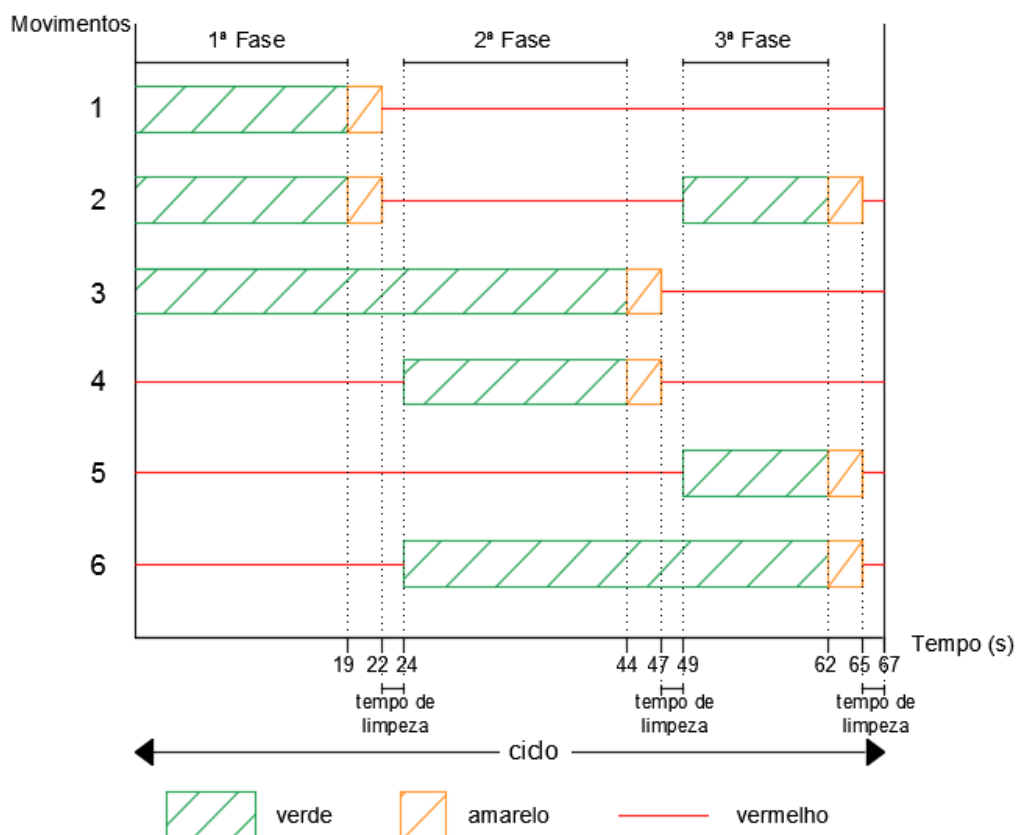 Movimentos
1ª Fase
2ª Fase
3ª Fase
1
2
3
4
5
6
Tempo (s)
19 22 24 44 47 49 62 65 67
tempo de limpeza
tempo de limpeza
tempo de limpeza
ciclo
verde
amarelo
vermelho